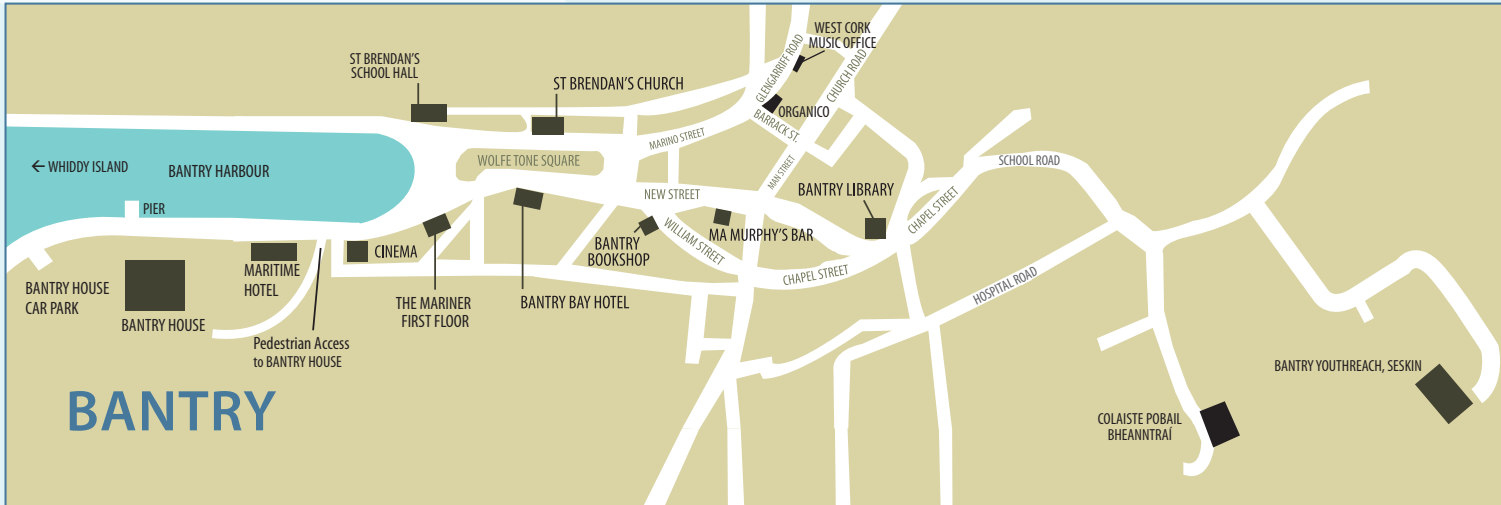 WEST CORK
MUSIC OFFICE
GLENGARRIFF ROAD
CHURCH ROAD
ST BRENDAN'S
SCHOOL HALL
ST BRENDAN'S CHURCH
ORGANICO
BARRACK ST.
MARINO STREET
WOLFE TONE SQUARE
MAN STREET
SCHOOL ROAD
← WHIDDY ISLAND
BANTRY HARBOUR
NEW STREET
BANTRY LIBRARY
CHAPEL STREET
PIER
MA MURPHY'S BAR
WILLIAM STREET
BANTRY
BOOKSHOP
CINEMA
CHAPEL STREET
HOSPITAL ROAD
MARITIME
HOTEL
BANTRY HOUSE
CAR PARK
BANTRY HOUSE
THE MARINER
FIRST FLOOR
BANTRY BAY HOTEL
Pedestrian Access
to BANTRY HOUSE
BANTRY YOUTHREACH, SESKIN
BANTRY
COLAISTE POBAIL
BHEANNTRAÍ